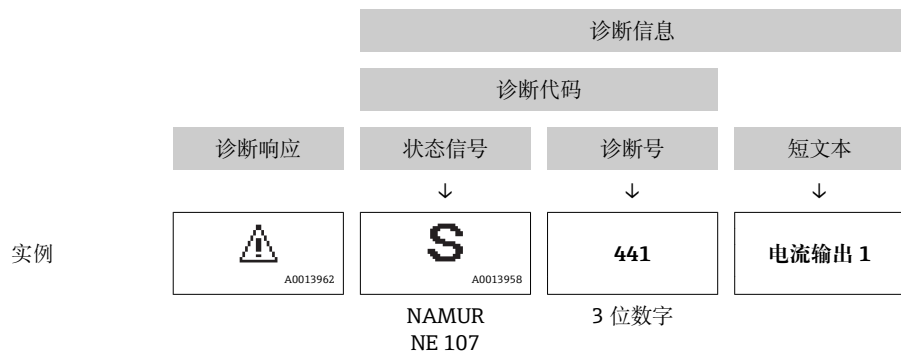 诊断信息
诊断代码
诊断响应 状态信号 诊断号 短文本
↓ ↓ ↓
实例 ⚠ S 441 电流输出 1
A0013962 A0013958
NAMUR 3 位数字
NE 107